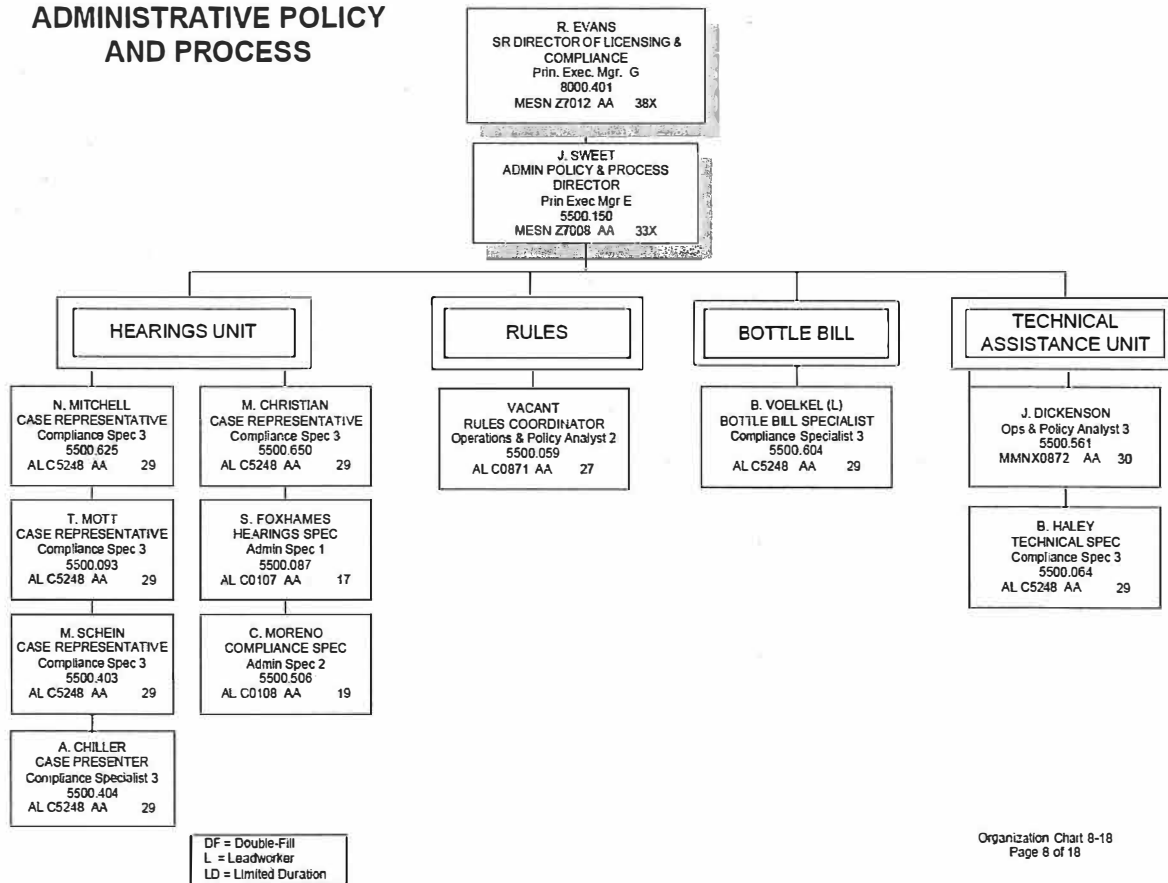 ADMINISTRATIVE POLICY
AND PROCESS
R. EVANS
SR DIRECTOR OF LICENSING &
COMPLIANCE
Prin. Exec. Mgr. G
8000.401
MESN Z7012 AA 38X
J. SWEET
ADMIN POLICY & PROCESS
DIRECTOR
Prin Exec Mgr E
5500.150
MESN Z7008 AA 33X
HEARINGS UNIT
N. MITCHELL
CASE REPRESENTATIVE
Compliance Spec 3
5500.625
AL C5248 AA 29
T. MOTT
CASE REPRESENTATIVE
Compliance Spec 3
5500.093
AL C5248 AA 29
M. SCHEIN
CASE REPRESENTATIVE
Compliance Spec 3
5500.403
AL C5248 AA 29
A. CHILLER
CASE PRESENTER
Compliance Specialist 3
5500.404
AL C5248 AA 29
M. CHRISTIAN
CASE REPRESENTATIVE
Compliance Spec 3
5500.650
AL C5248 AA 29
S. FOXHAMES
HEARINGS SPEC
Admin Spec 1
5500.087
AL C0107 AA 17
C. MORENO
COMPLIANCE SPEC
Admin Spec 2
5500.506
AL C0108 AA 19
RULES
VACANT
RULES COORDINATOR
Operations & Policy Analyst 2
5500.059
AL C0871 AA 27
BOTTLE BILL
B. VOELKEL (L)
BOTTLE BILL SPECIALIST
Compliance Specialist 3
5500.604
AL C5248 AA 29
TECHNICAL
ASSISTANCE UNIT
J. DICKENSON
Ops & Policy Analyst 3
5500.561
MMNX0872 AA 30
B. HALEY
TECHNICAL SPEC
Compliance Spec 3
5500.064
AL C5248 AA 29
DF = Double-Fill
L = Leadworker
LD = Limited Duration
Organization Chart 8-18
Page 8 of 18